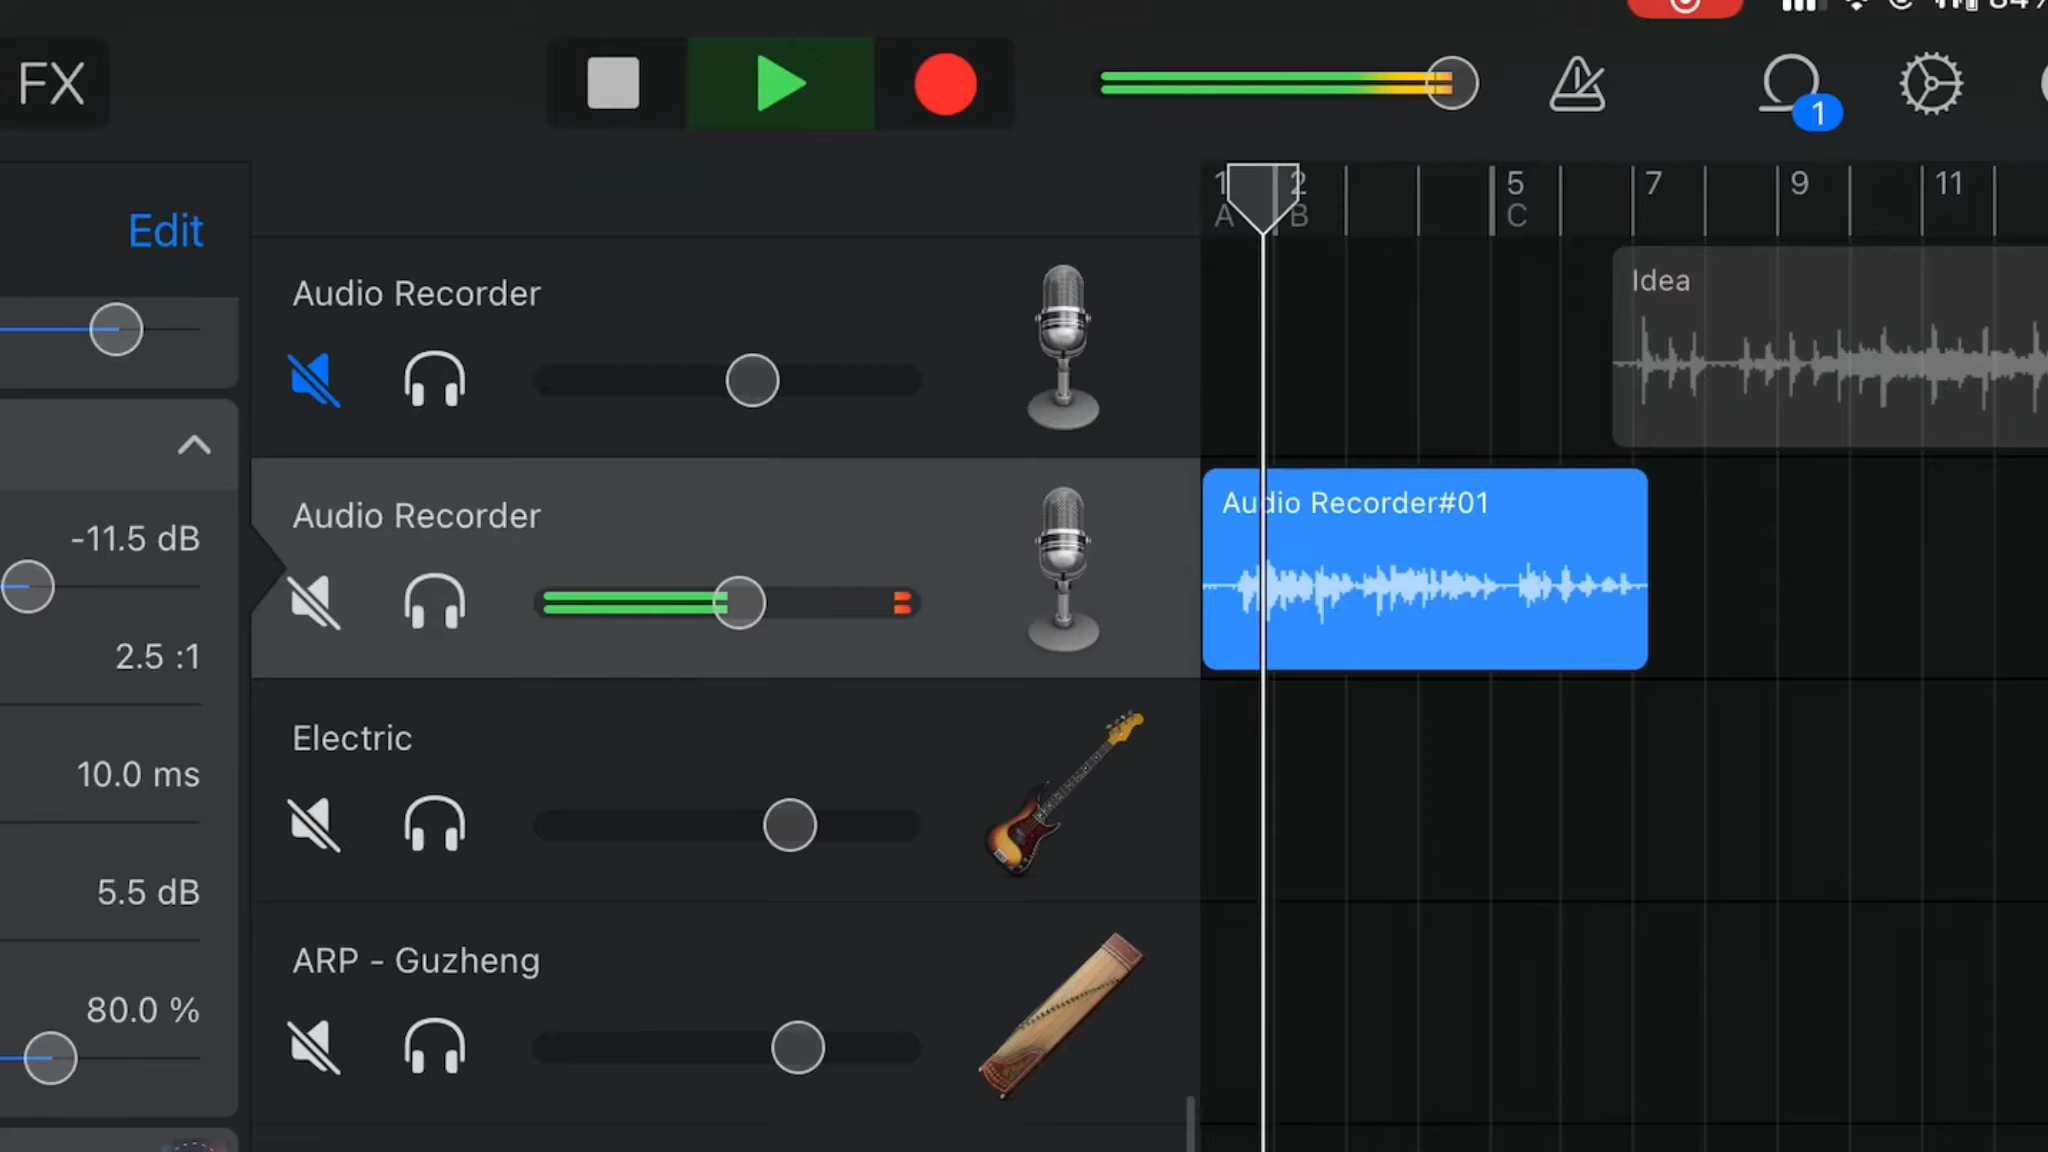 FX
1
1
2
5
7
9
11
A
B
C
Edit
Audio Recorder
Idea
Audio Recorder
Audio Recorder#01
-11.5 dB
2.5 :1
Electric
10.0 ms
5.5 dB
ARP - Guzheng
80.0 %